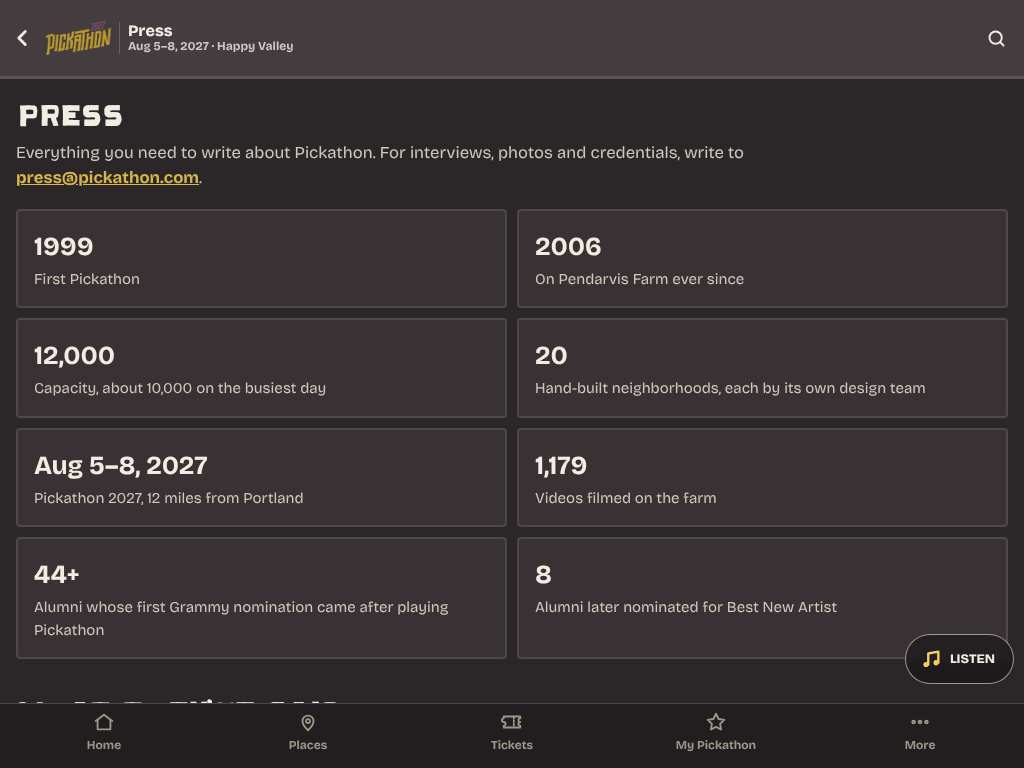 PICKATHON
Press
Aug 5–8, 2027 · Happy Valley
PRESS
Everything you need to write about Pickathon. For interviews, photos and credentials, write to
press@pickathon.com.
1999
First Pickathon
2006
On Pendarvis Farm ever since
12,000
Capacity, about 10,000 on the busiest day
20
Hand-built neighborhoods, each by its own design team
Aug 5–8, 2027
Pickathon 2027, 12 miles from Portland
1,179
Videos filmed on the farm
44+
Alumni whose first Grammy nomination came after playing
Pickathon
8
Alumni later nominated for Best New Artist
LISTEN
Home
Places
Tickets
My Pickathon
More